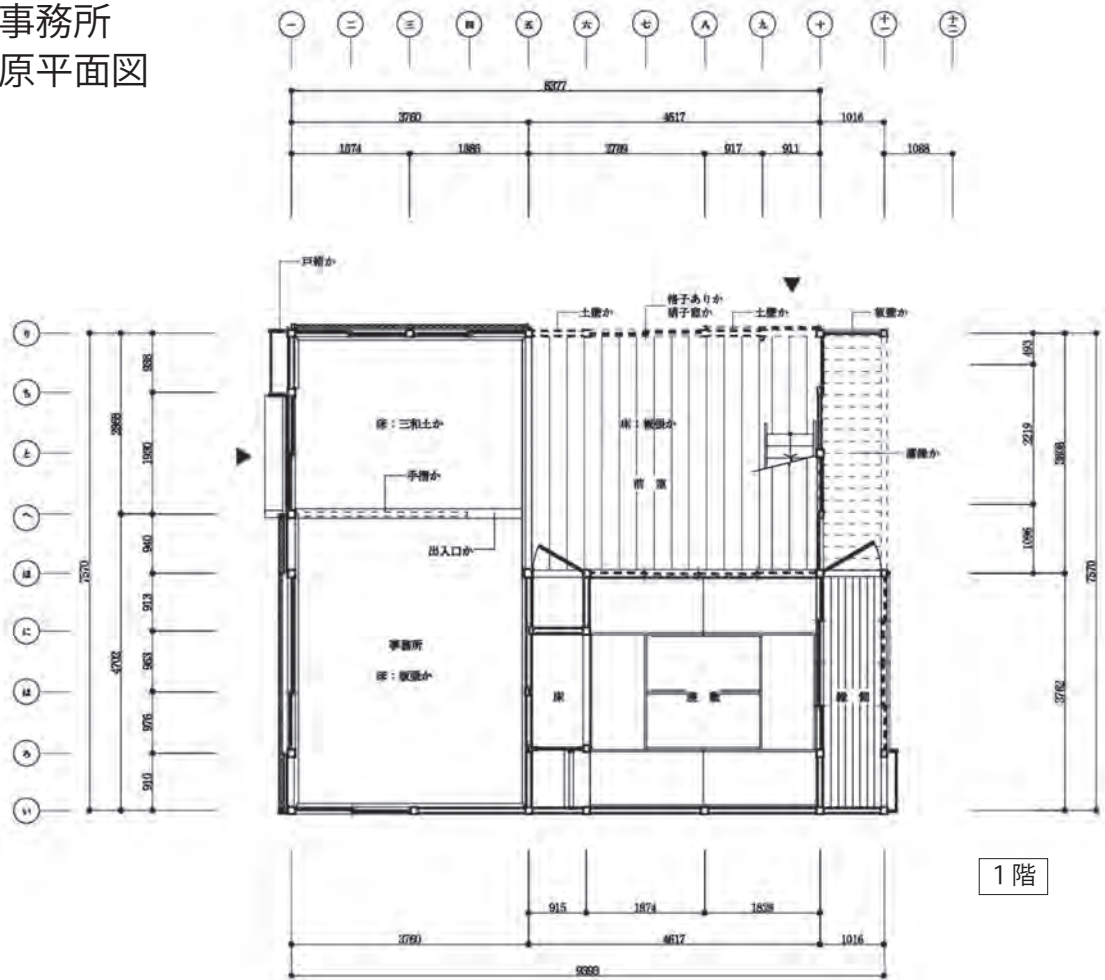 事務所
原平面図
一 二 三 四 五 六 七 八 九 十 十一 十二
8377
3760 4617 1016
1874 1886 2789 917 911 1088
戸袋か
土壁か
格子ありか
硝子窓か
土壁か
板壁か
り
ち
と
へ
ほ
に
は
ろ
い
938
1930
940
913
963
976
910
2868
4702
7570
床：三和土か
手摺か
出入口か
床：板張か
前室
濡縁か
事務所
床：板張か
床
座敷
縁側
493
2219
1096
3808
3762
7570
1階
915 1874 1828
3760 4617 1016
9393